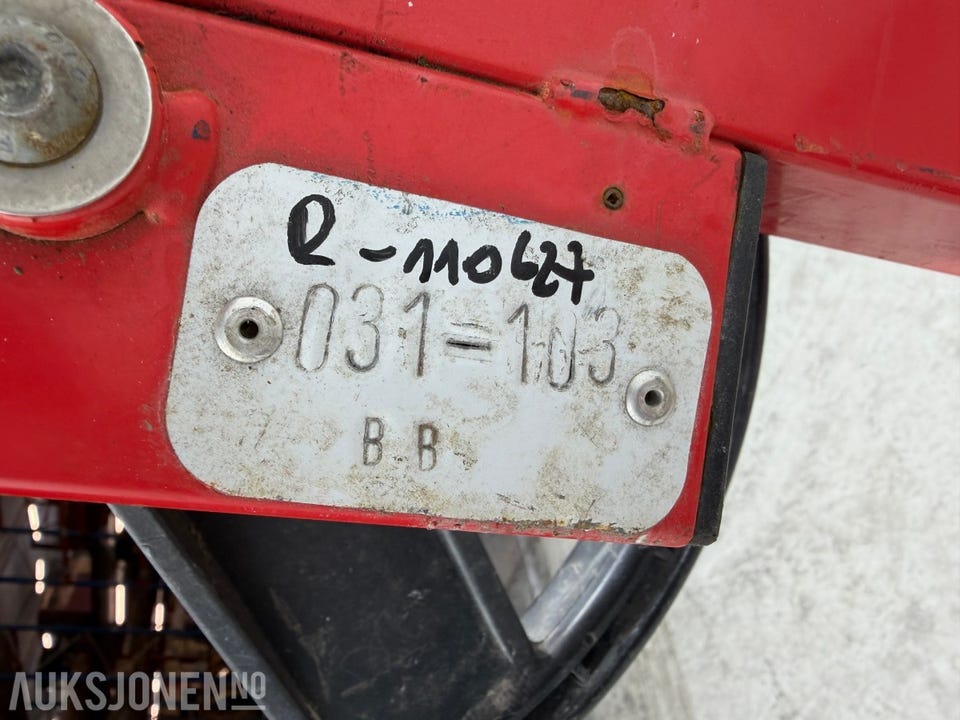 R-110627
031=103
BB
AUKSJONEN NO